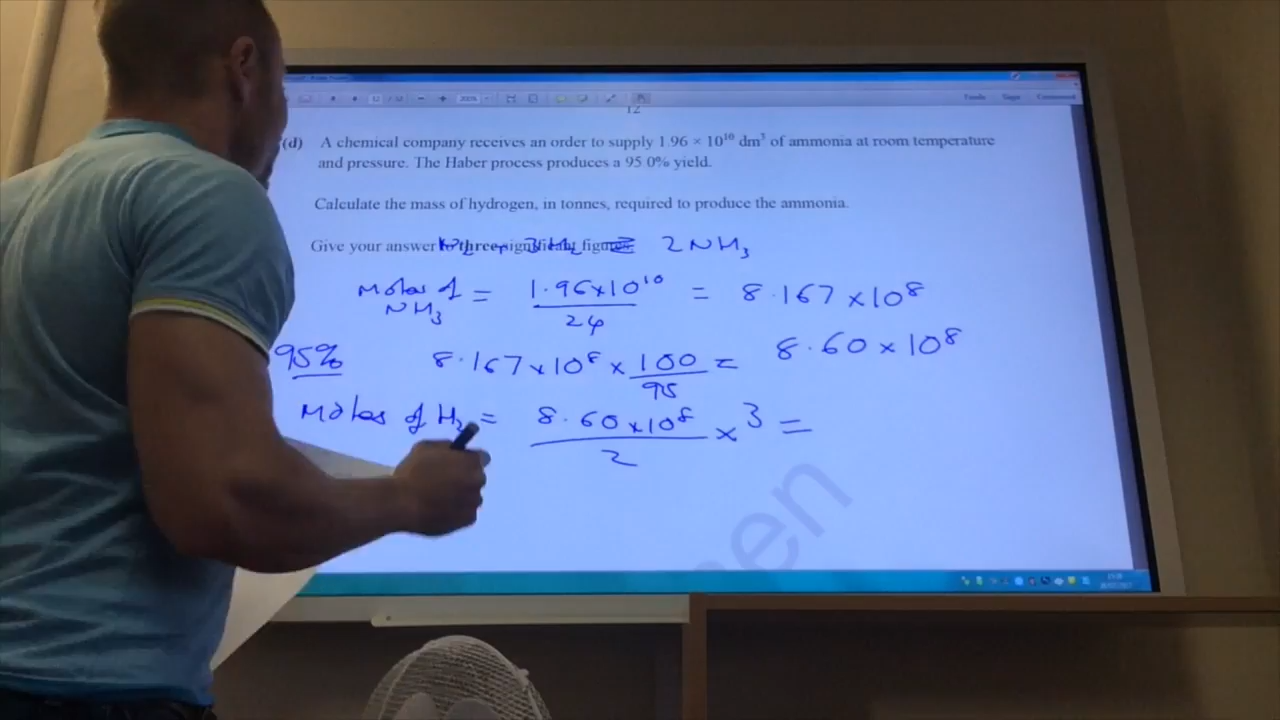 12
(d) A chemical company receives an order to supply 1.96 × 10¹⁰ dm³ of ammonia at room temperature
and pressure. The Haber process produces a 95 0% yield.
Calculate the mass of hydrogen, in tonnes, required to produce the ammonia.
Give your answer three significant 2NH₃
Moles of NH₃ = 1.96×10¹⁰ / 24 = 8.167 ×10⁸
95% 8.167×10⁸ × 100 / 95 = 8.60 × 10⁸
Moles of H₂ = 8.60×10⁸ / 2 × 3 =
en